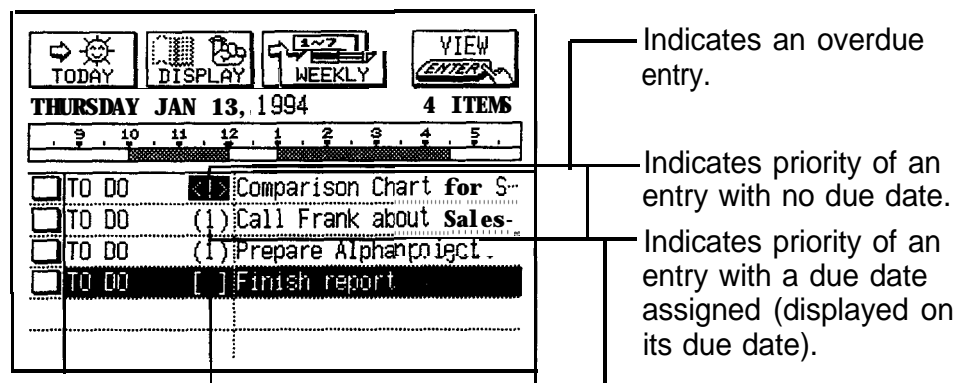 TODAY
DISPLAY
1~7
WEEKLY
VIEW
ENTER
THURSDAY JAN 13, 1994 4 ITEMS
9 10 11 12 1 2 3 4 5
TO DO <1> Comparison Chart for S
TO DO (1) Call Frank about Sales-
TO DO (1) Prepare
TO DO [ ] Finish report
Indicates an overdue
entry.
Indicates priority of an
entry with no due date.
Indicates priority of an
entry with a due date
assigned (displayed on
its due date).